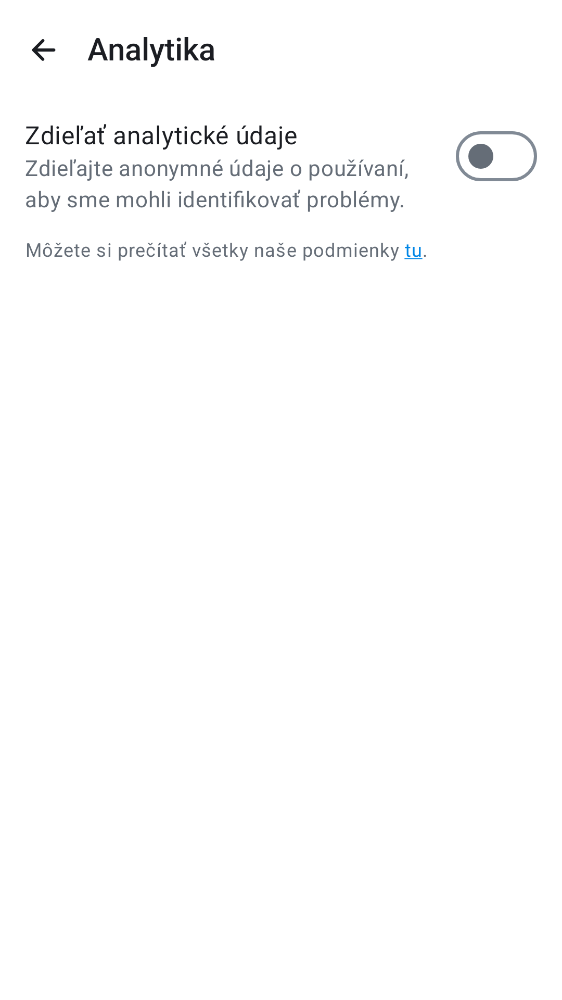 Analytika
Zdieľať analytické údaje
Zdieľajte anonymné údaje o používaní,
aby sme mohli identifikovať problémy.
Môžete si prečítať všetky naše podmienky tu.